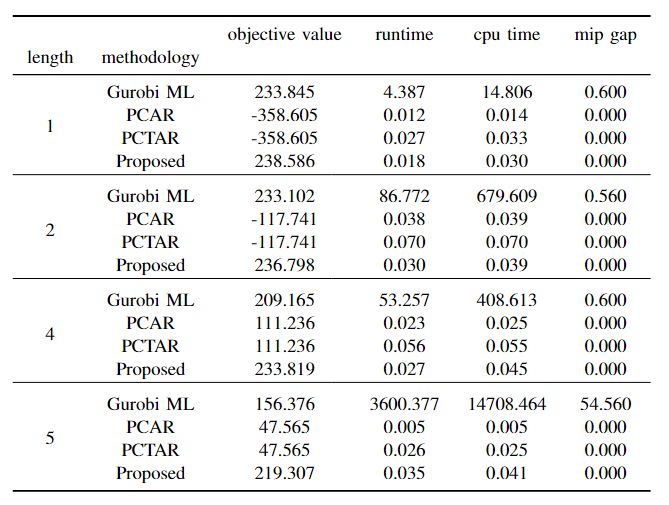 objective value runtime cpu time mip gap
length methodology
Gurobi ML 233.845 4.387 14.806 0.600
1
PCAR -358.605 0.012 0.014 0.000
PCTAR -358.605 0.027 0.033 0.000
Proposed 238.586 0.018 0.030 0.000
Gurobi ML 233.102 86.772 679.609 0.560
PCAR -117.741 0.038 0.039 0.000
2
PCTAR -117.741 0.070 0.070 0.000
Proposed 236.798 0.030 0.039 0.000
Gurobi ML 209.165 53.257 408.613 0.600
PCAR 111.236 0.023 0.025 0.000
4
PCTAR 111.236 0.056 0.055 0.000
Proposed 233.819 0.027 0.045 0.000
Gurobi ML 156.376 3600.377 14708.464 54.560
PCAR 47.565 0.005 0.005 0.000
5
PCTAR 47.565 0.026 0.025 0.000
Proposed 219.307 0.035 0.041 0.000